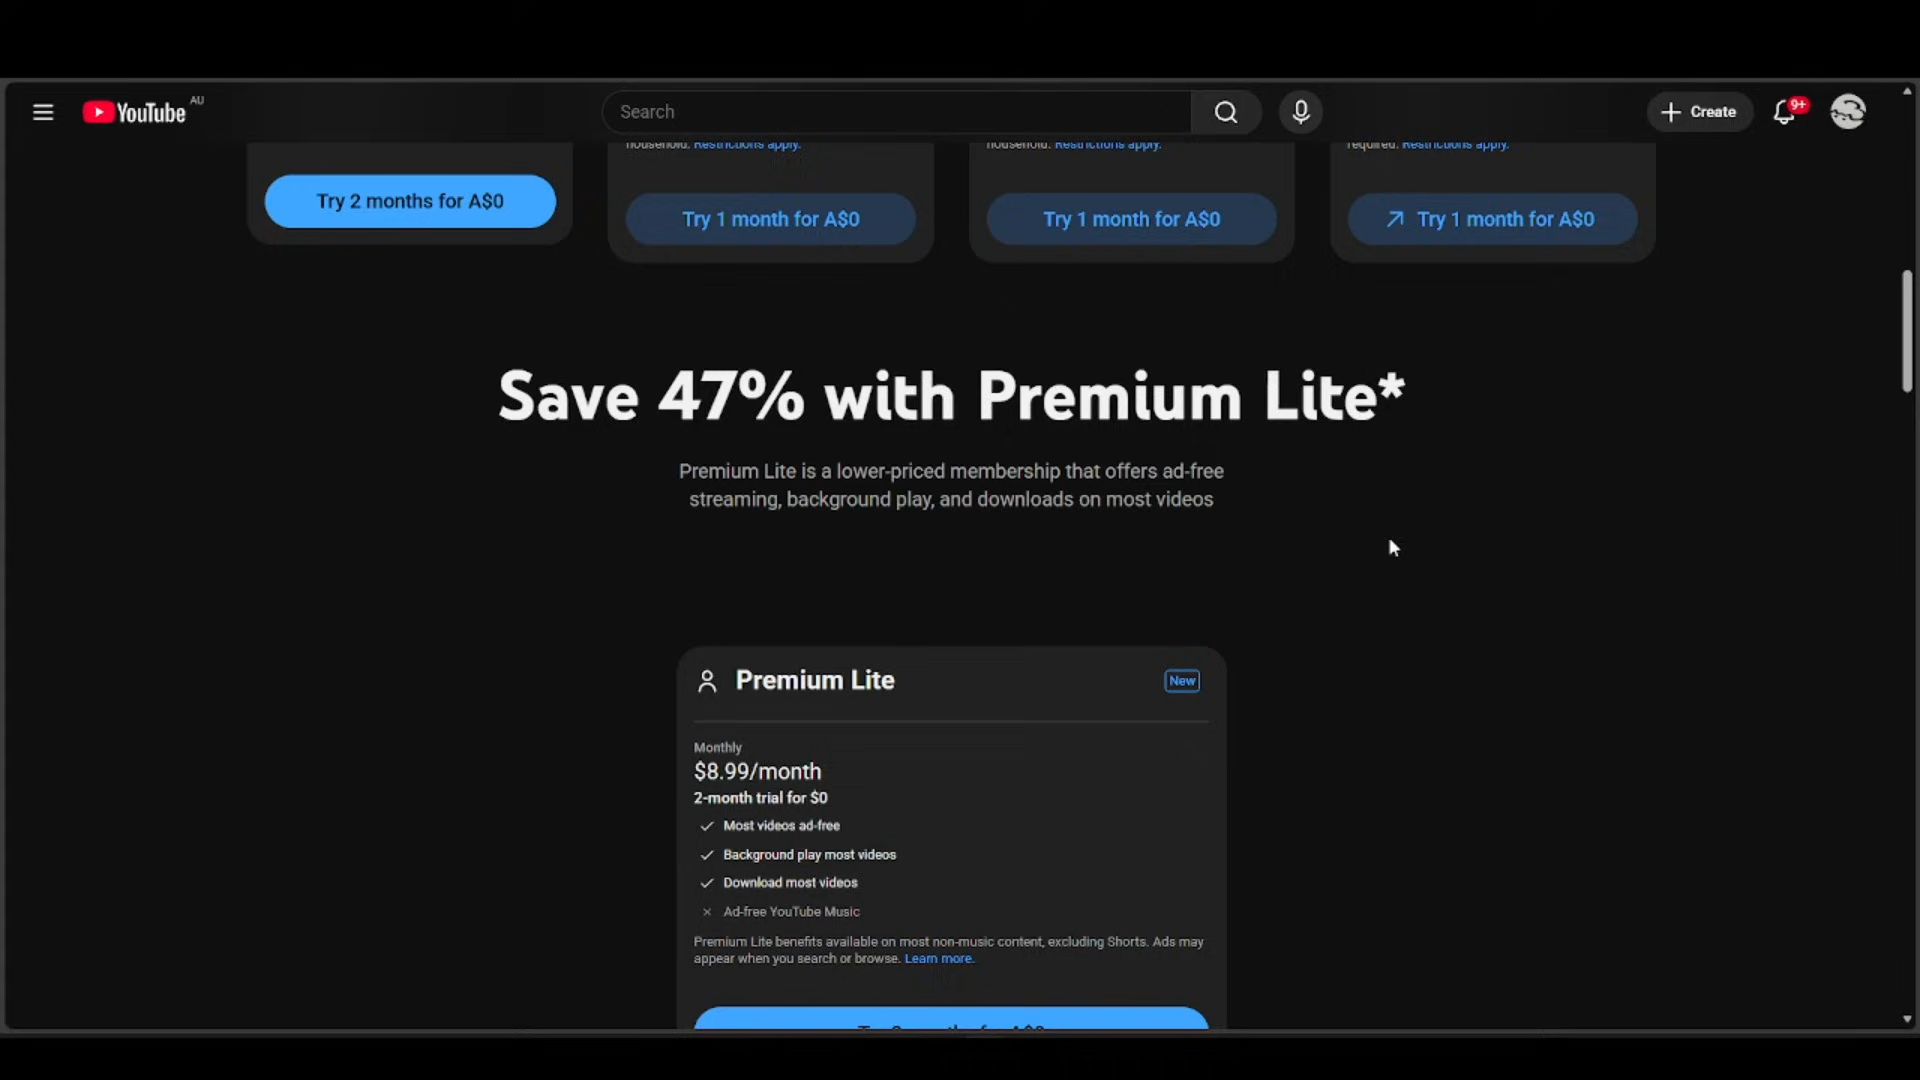 YouTube AU
Search
Create
9+
household. Restrictions apply.
household. Restrictions apply.
required. Restrictions apply.
Try 2 months for A$0
Try 1 month for A$0
Try 1 month for A$0
Try 1 month for A$0
Save 47% with Premium Lite*
Premium Lite is a lower-priced membership that offers ad-free
streaming, background play, and downloads on most videos
Premium Lite
New
Monthly
$8.99/month
2-month trial for $0
Most videos ad-free
Background play most videos
Download most videos
Ad-free YouTube Music
Premium Lite benefits available on most non-music content, excluding Shorts. Ads may
appear when you search or browse. Learn more.